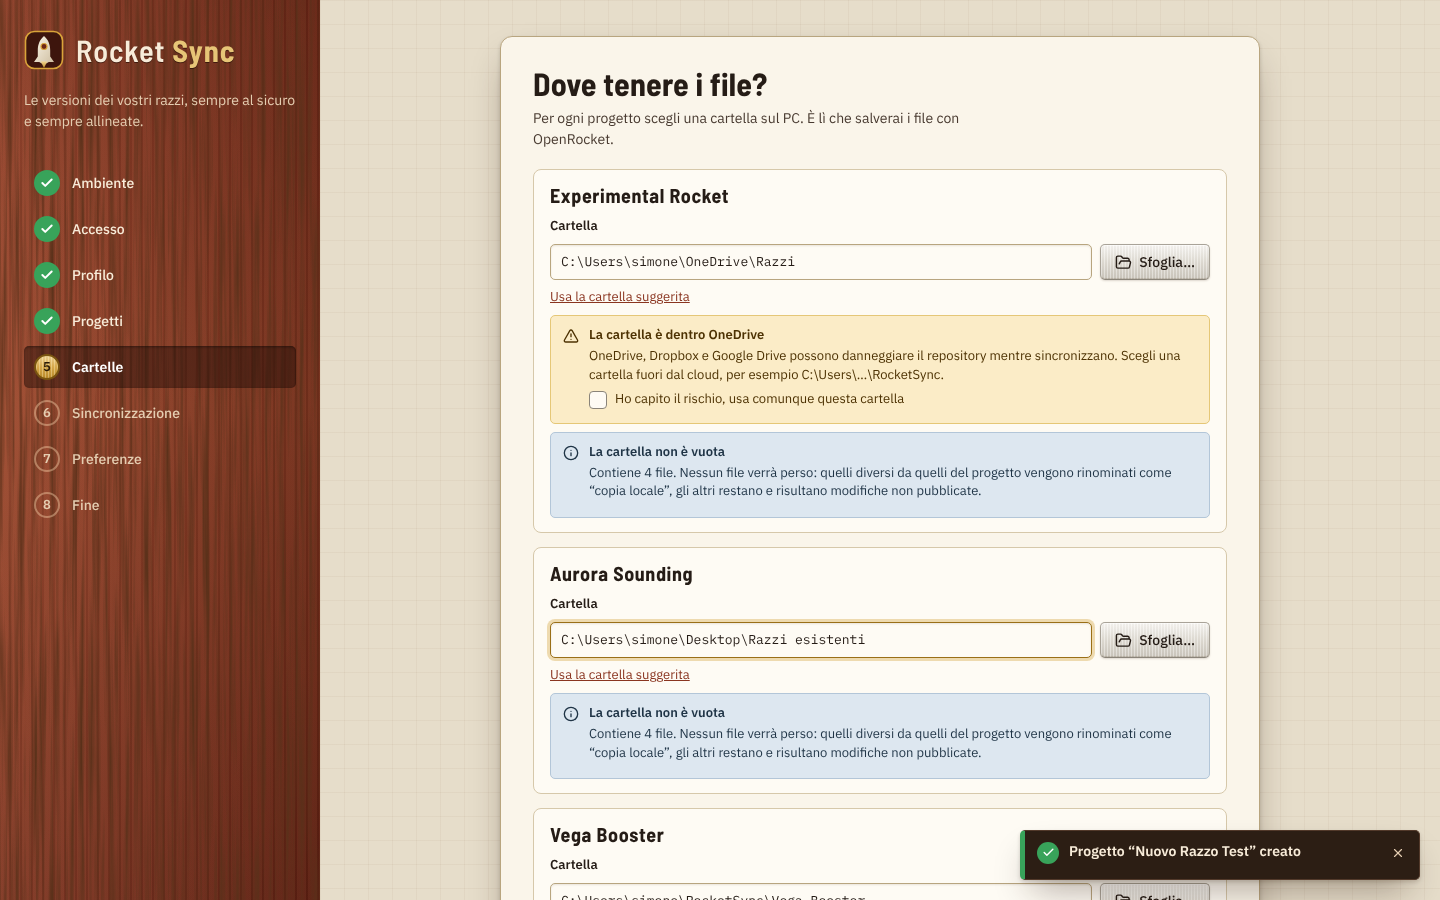 Rocket Sync
Le versioni dei vostri razzi, sempre al sicuro
e sempre allineate.
Ambiente
Accesso
Profilo
Progetti
5 Cartelle
6 Sincronizzazione
7 Preferenze
8 Fine
Dove tenere i file?
Per ogni progetto scegli una cartella sul PC. È lì che salverai i file con
OpenRocket.
Experimental Rocket
Cartella
C:\Users\simone\OneDrive\Razzi
Sfoglia...
Usa la cartella suggerita
La cartella è dentro OneDrive
OneDrive, Dropbox e Google Drive possono danneggiare il repository mentre sincronizzano. Scegli una
cartella fuori dal cloud, per esempio C:\Users\...\RocketSync.
Ho capito il rischio, usa comunque questa cartella
La cartella non è vuota
Contiene 4 file. Nessun file verrà perso: quelli diversi da quelli del progetto vengono rinominati come
“copia locale”, gli altri restano e risultano modifiche non pubblicate.
Aurora Sounding
Cartella
C:\Users\simone\Desktop\Razzi esistenti
Sfoglia...
Usa la cartella suggerita
La cartella non è vuota
Contiene 4 file. Nessun file verrà perso: quelli diversi da quelli del progetto vengono rinominati come
“copia locale”, gli altri restano e risultano modifiche non pubblicate.
Vega Booster
Cartella
C:\Users\simone\RocketSync\Vega Booster
Sfoglia...
Progetto “Nuovo Razzo Test” creato